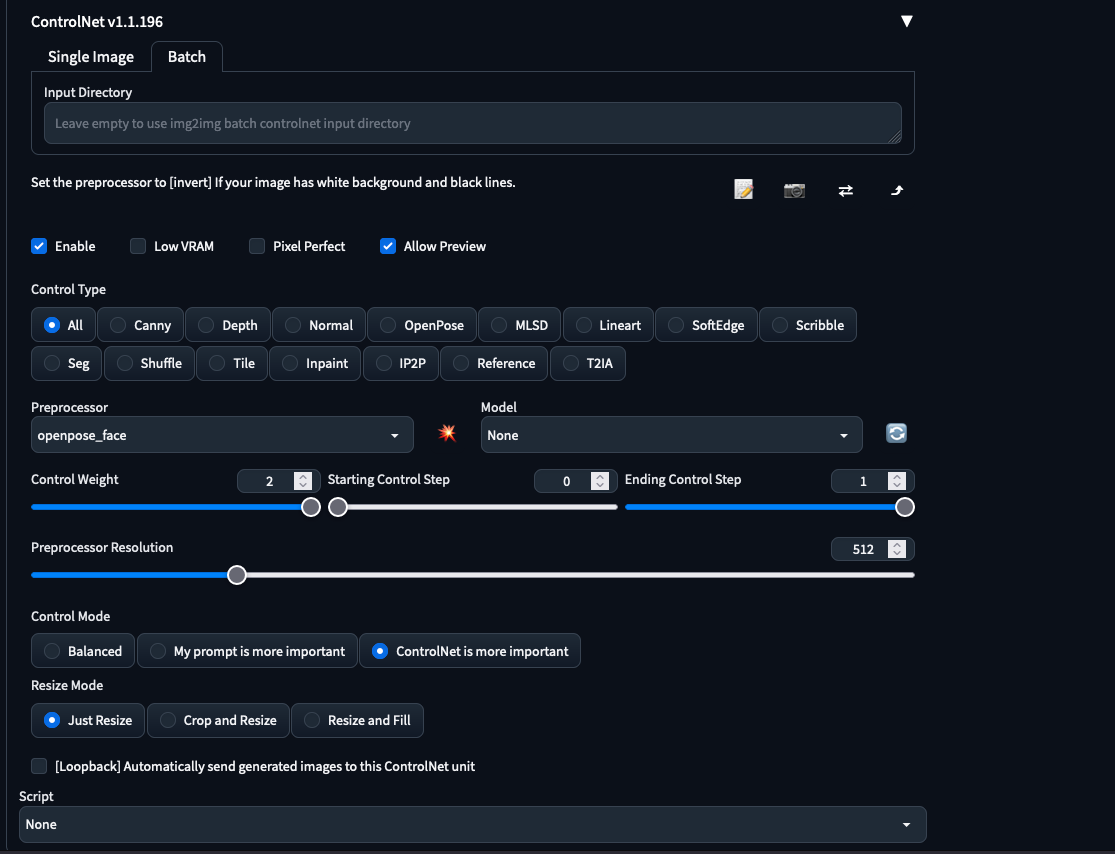 ControlNet v1.1.196
Single Image Batch
Input Directory
Leave empty to use img2img batch controlnet input directory
Set the preprocessor to [invert] If your image has white background and black lines.
Enable Low VRAM Pixel Perfect Allow Preview
Control Type
All Canny Depth Normal OpenPose MLSD Lineart SoftEdge Scribble
Seg Shuffle Tile Inpaint IP2P Reference T2IA
Preprocessor Model
openpose_face None
Control Weight 2 Starting Control Step 0 Ending Control Step 1
Preprocessor Resolution 512
Control Mode
Balanced My prompt is more important ControlNet is more important
Resize Mode
Just Resize Crop and Resize Resize and Fill
[Loopback] Automatically send generated images to this ControlNet unit
Script
None